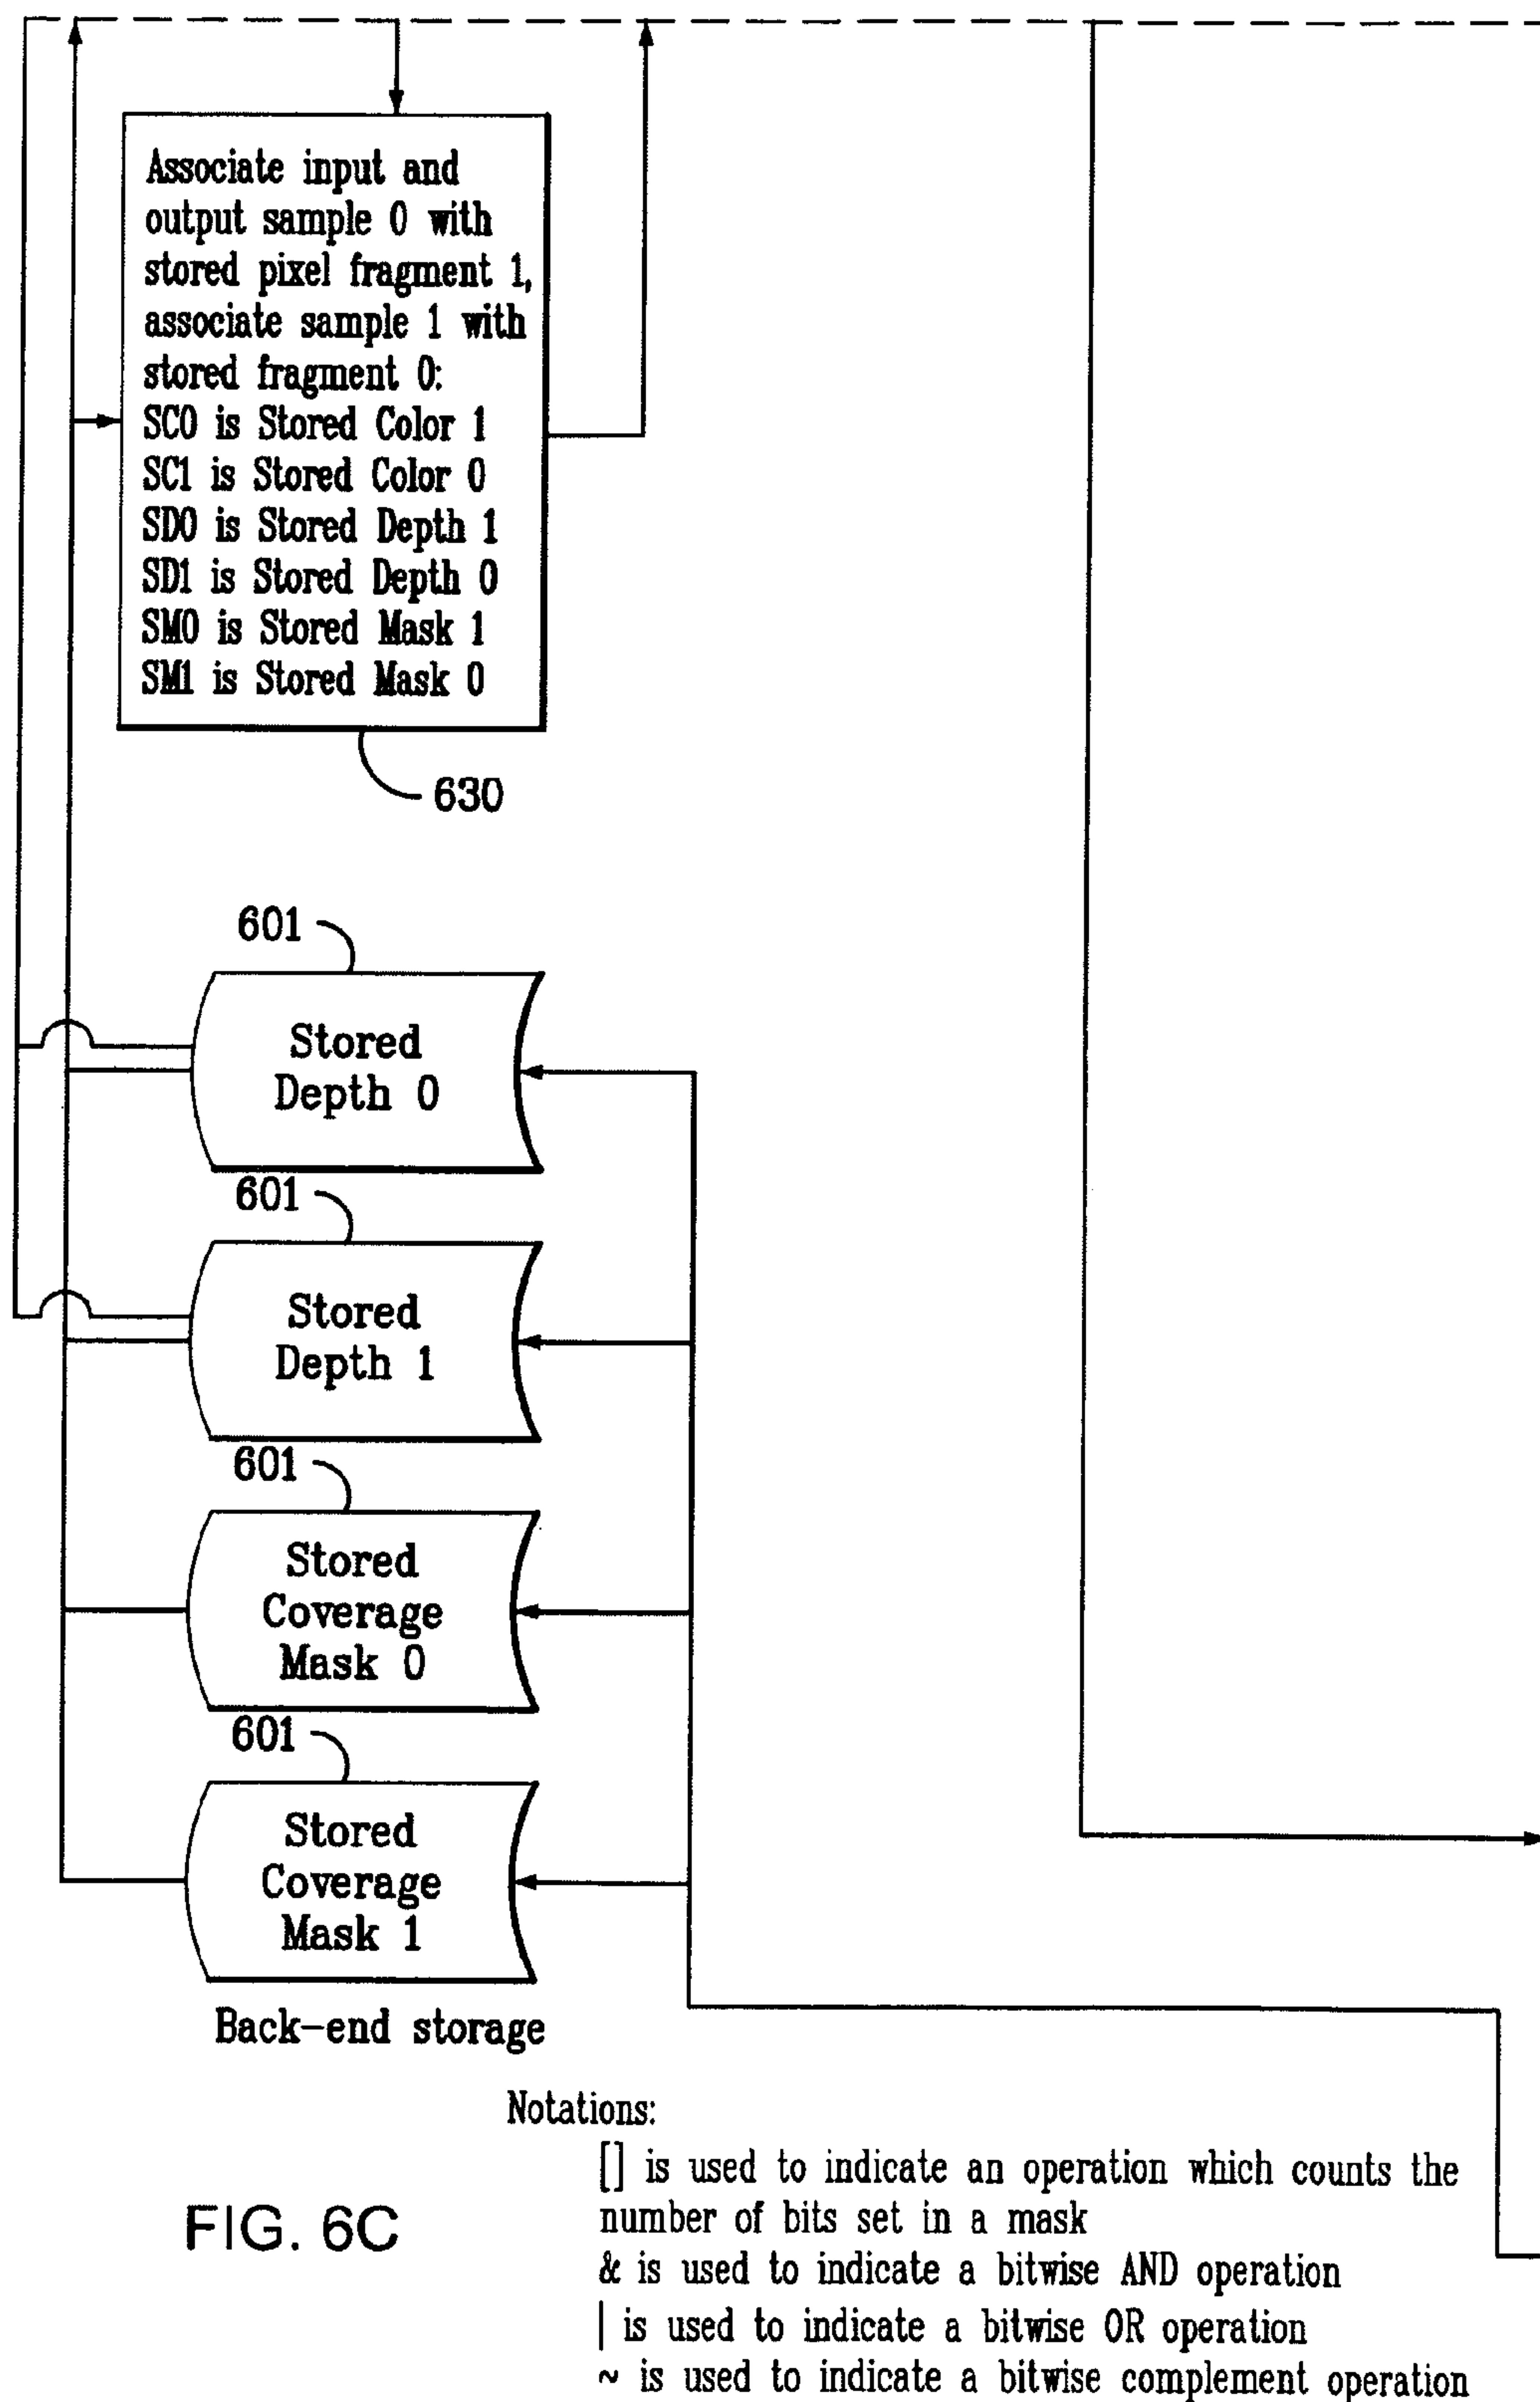 Associate input and
output sample 0 with
stored pixel fragment 1,
associate sample 1 with
stored fragment 0:
SC0 is Stored Color 1
SC1 is Stored Color 0
SD0 is Stored Depth 1
SD1 is Stored Depth 0
SM0 is Stored Mask 1
SM1 is Stored Mask 0
630
601
Stored
Depth 0
601
Stored
Depth 1
601
Stored
Coverage
Mask 0
601
Stored
Coverage
Mask 1
Back-end storage
Notations:
[] is used to indicate an operation which counts the
number of bits set in a mask
& is used to indicate a bitwise AND operation
| is used to indicate a bitwise OR operation
~ is used to indicate a bitwise complement operation
FIG. 6C